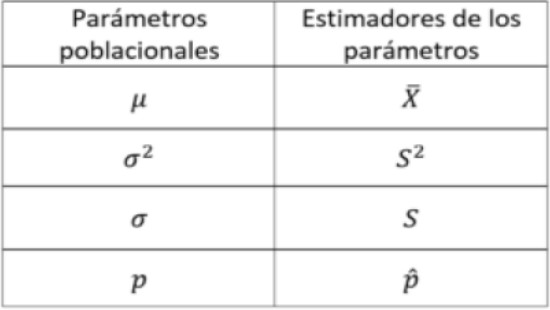 Parámetros poblacionales
Estimadores de los parámetros
μ
X̄
σ²
S²
σ
S
p
p̂